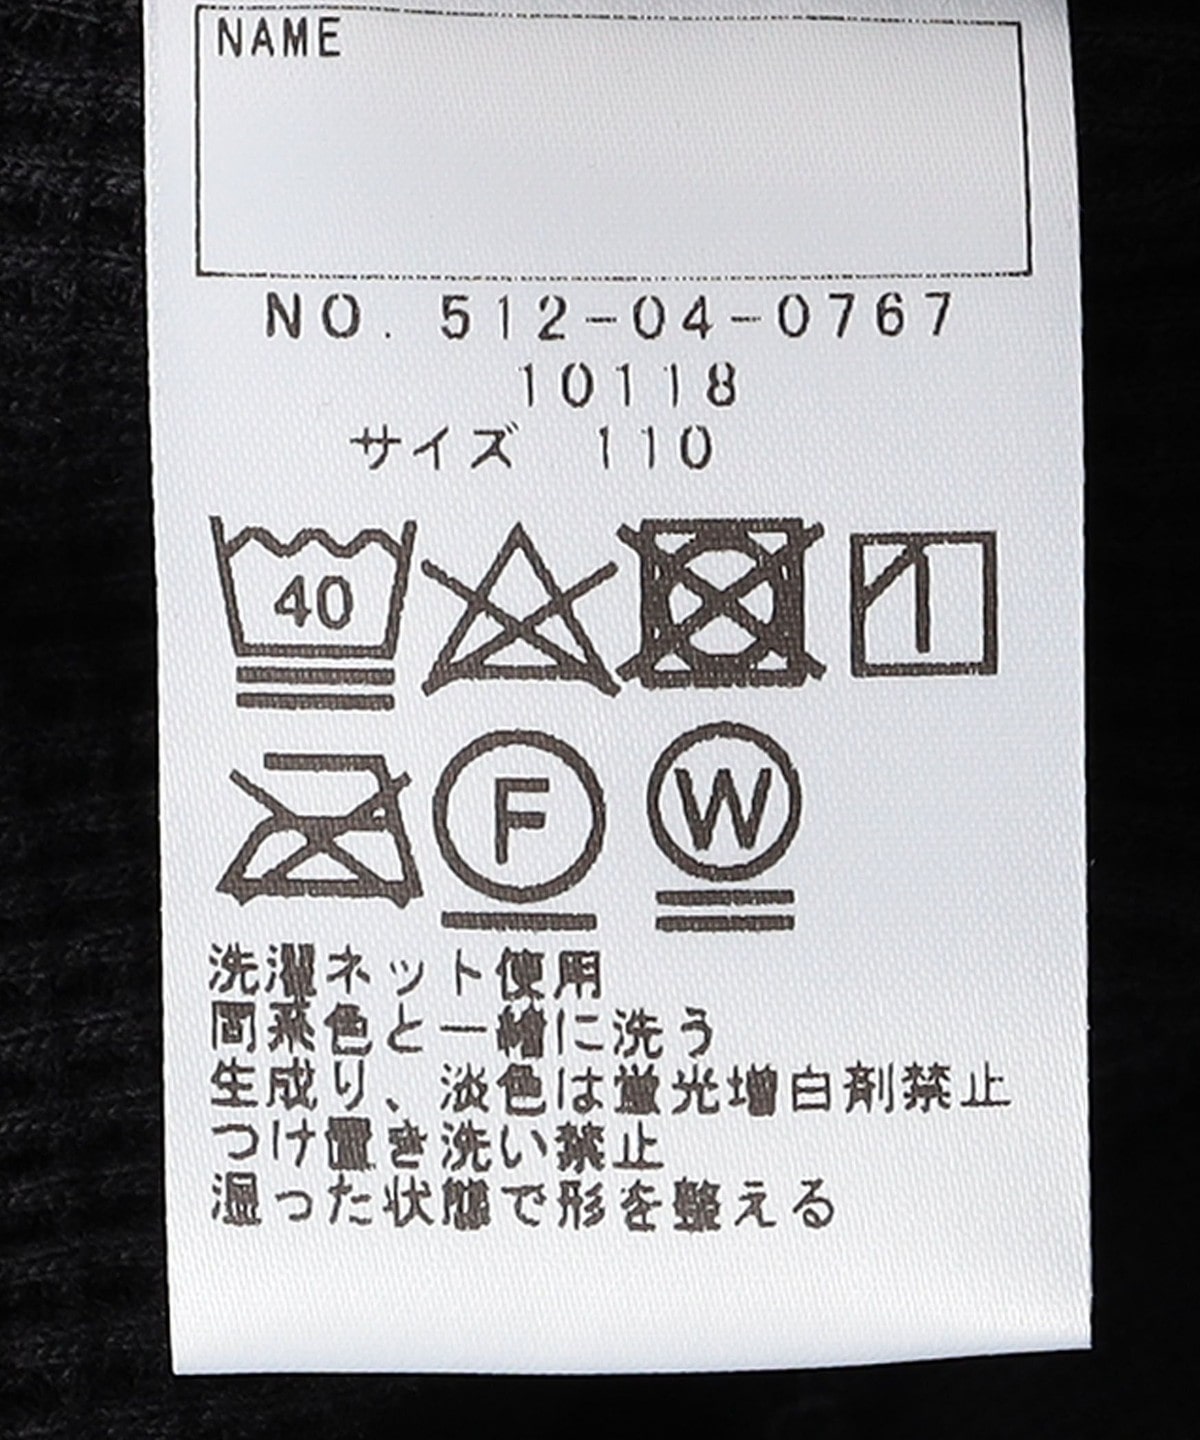 NAME
NO. 512-04-0767
10118
サイズ 110
40
F W
洗濯ネット使用
同系色と一緒に洗う
生成り、淡色は蛍光増白剤禁止
つけ置き洗い禁止
湿った状態で形を整える